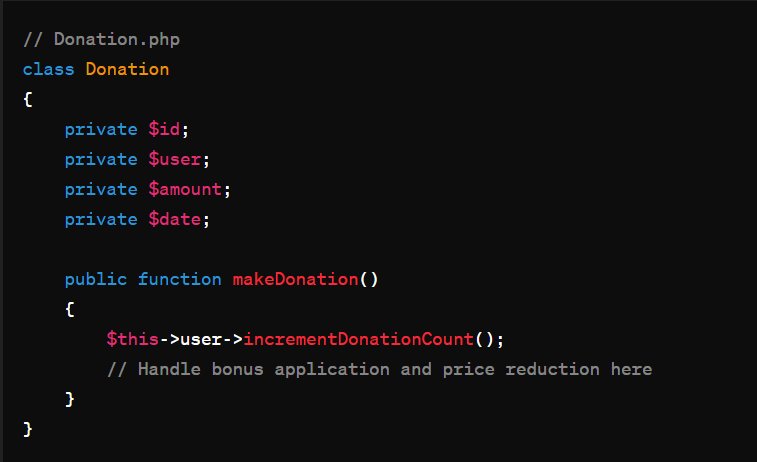 // Donation.php
class Donation
{
    private $id;
    private $user;
    private $amount;
    private $date;

    public function makeDonation()
    {
        $this->user->incrementDonationCount();
        // Handle bonus application and price reduction here
    }
}